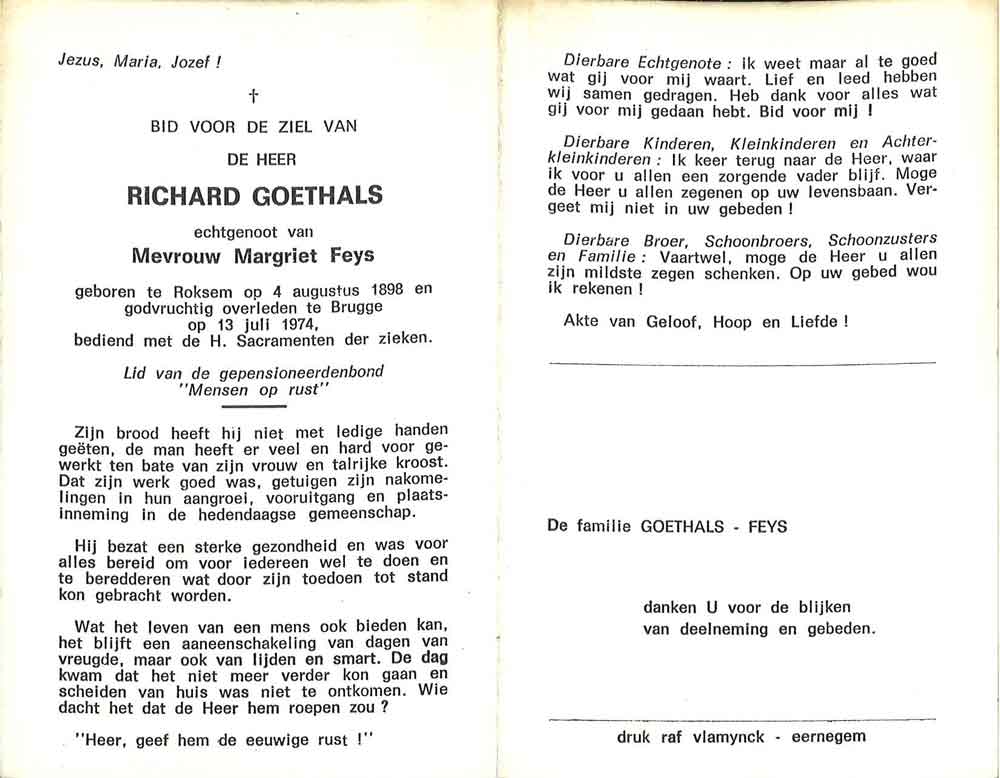 Jezus, Maria, Jozef !
†
BID VOOR DE ZIEL VAN
DE HEER
RICHARD GOETHALS
echtgenoot van
Mevrouw Margriet Feys
geboren te Roksem op 4 augustus 1898 en
godvruchtig overleden te Brugge
op 13 juli 1974,
bediend met de H. Sacramenten der zieken.
Lid van de gepensioneerdenbond
"Mensen op rust"
Zijn brood heeft hij niet met ledige handen
geëten, de man heeft er veel en hard voor ge-
werkt ten bate van zijn vrouw en talrijke kroost.
Dat zijn werk goed was, getuigen zijn nakome-
lingen in hun aangroei, vooruitgang en plaats-
inneming in de hedendaagse gemeenschap.
Hij bezat een sterke gezondheid en was voor
alles bereid om voor iedereen wel te doen en
te beredderen wat door zijn toedoen tot stand
kon gebracht worden.
Wat het leven van een mens ook bieden kan,
het blijft een aaneenschakeling van dagen van
vreugde, maar ook van lijden en smart. De dag
kwam dat het niet meer verder kon gaan en
scheiden van huis was niet te ontkomen. Wie
dacht het dat de Heer hem roepen zou ?
"Heer, geef hem de eeuwige rust !"
Dierbare Echtgenote : ik weet maar al te goed
wat gij voor mij waart. Lief en leed hebben
wij samen gedragen. Heb dank voor alles wat
gij voor mij gedaan hebt. Bid voor mij !
Dierbare Kinderen, Kleinkinderen en Achter-
kleinkinderen : Ik keer terug naar de Heer, waar
ik voor u allen een zorgende vader blijf. Moge
de Heer u allen zegenen op uw levensbaan. Ver-
geet mij niet in uw gebeden !
Dierbare Broer, Schoonbroers, Schoonzusters
en Familie : Vaartwel, moge de Heer u allen
zijn mildste zegen schenken. Op uw gebed wou
ik rekenen !
Akte van Geloof, Hoop en Liefde !
De familie GOETHALS - FEYS
danken U voor de blijken
van deelneming en gebeden.
druk raf vlamynck - eernegem